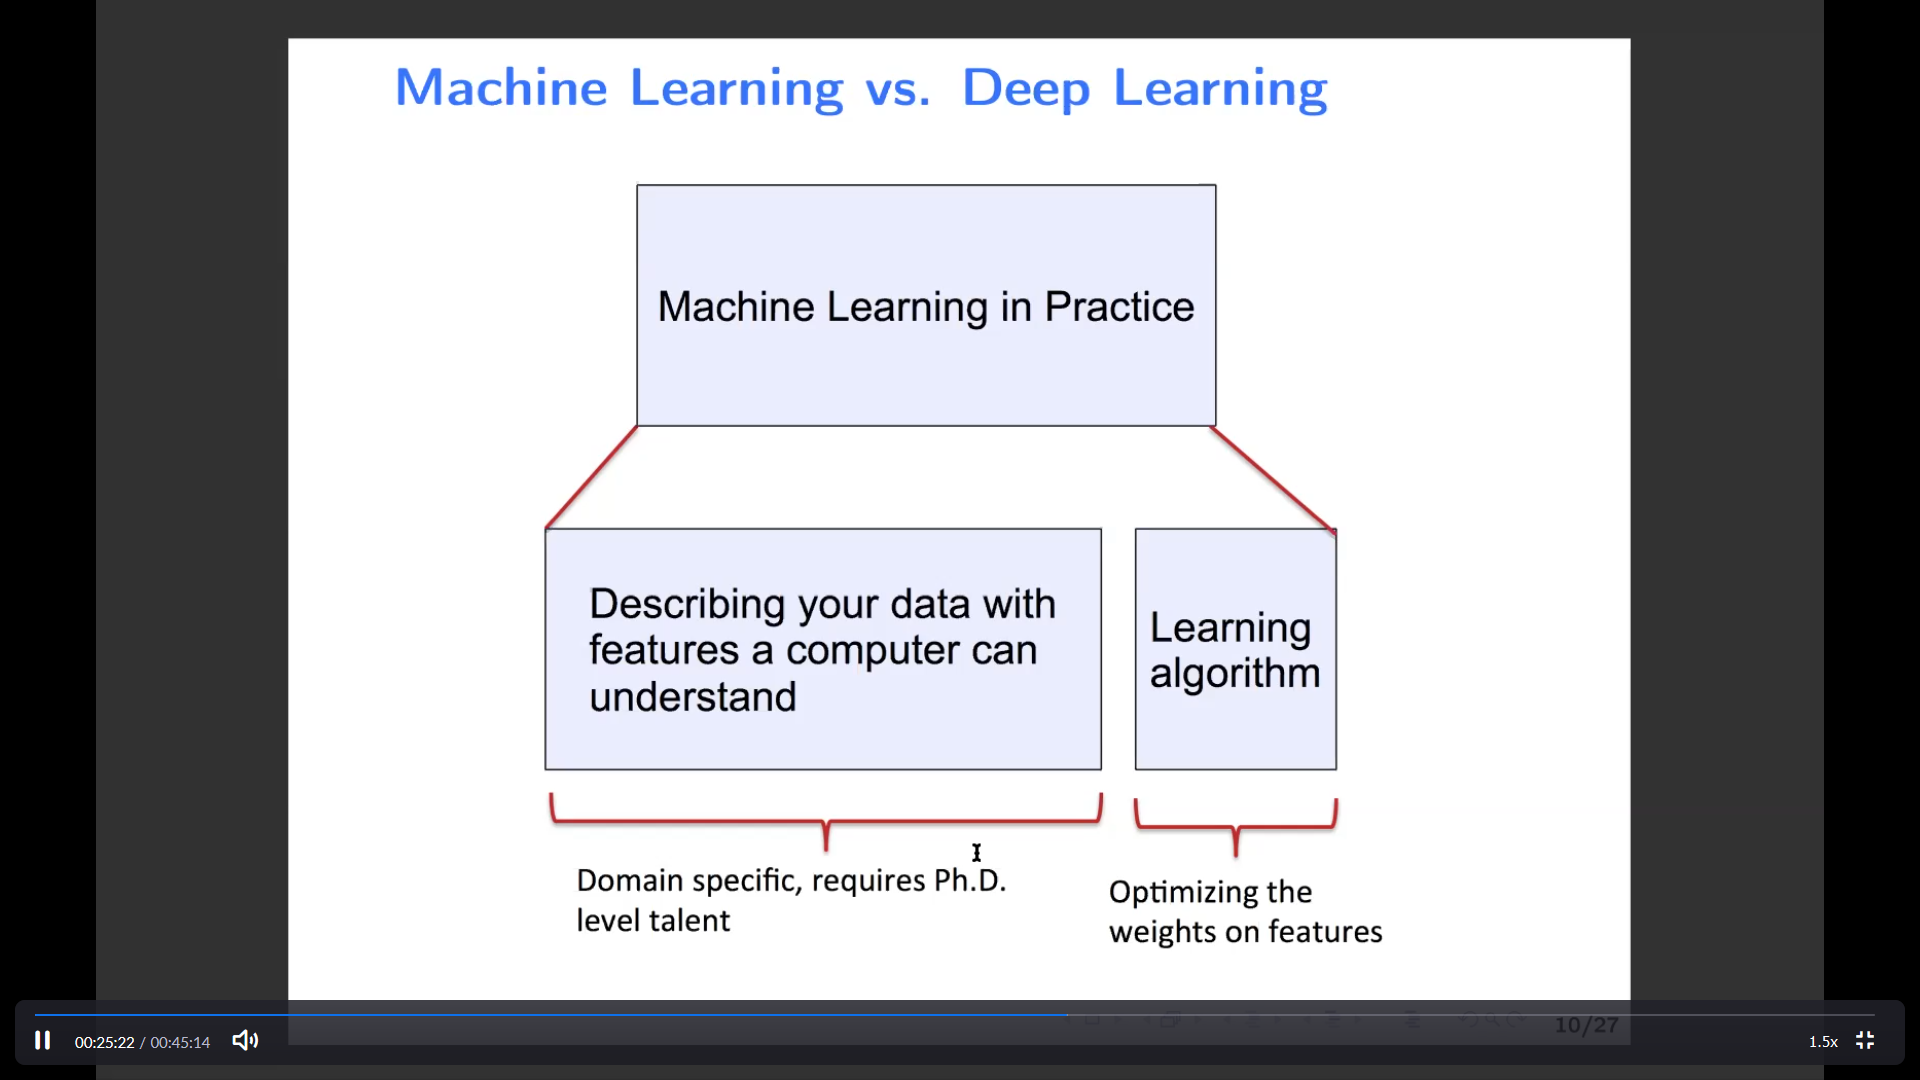 Machine Learning vs. Deep Learning
Machine Learning in Practice
Describing your data with
features a computer can
understand
Learning
algorithm
Domain specific, requires Ph.D.
level talent
Optimizing the
weights on features
10/27
00:25:22 / 00:45:14
1.5x